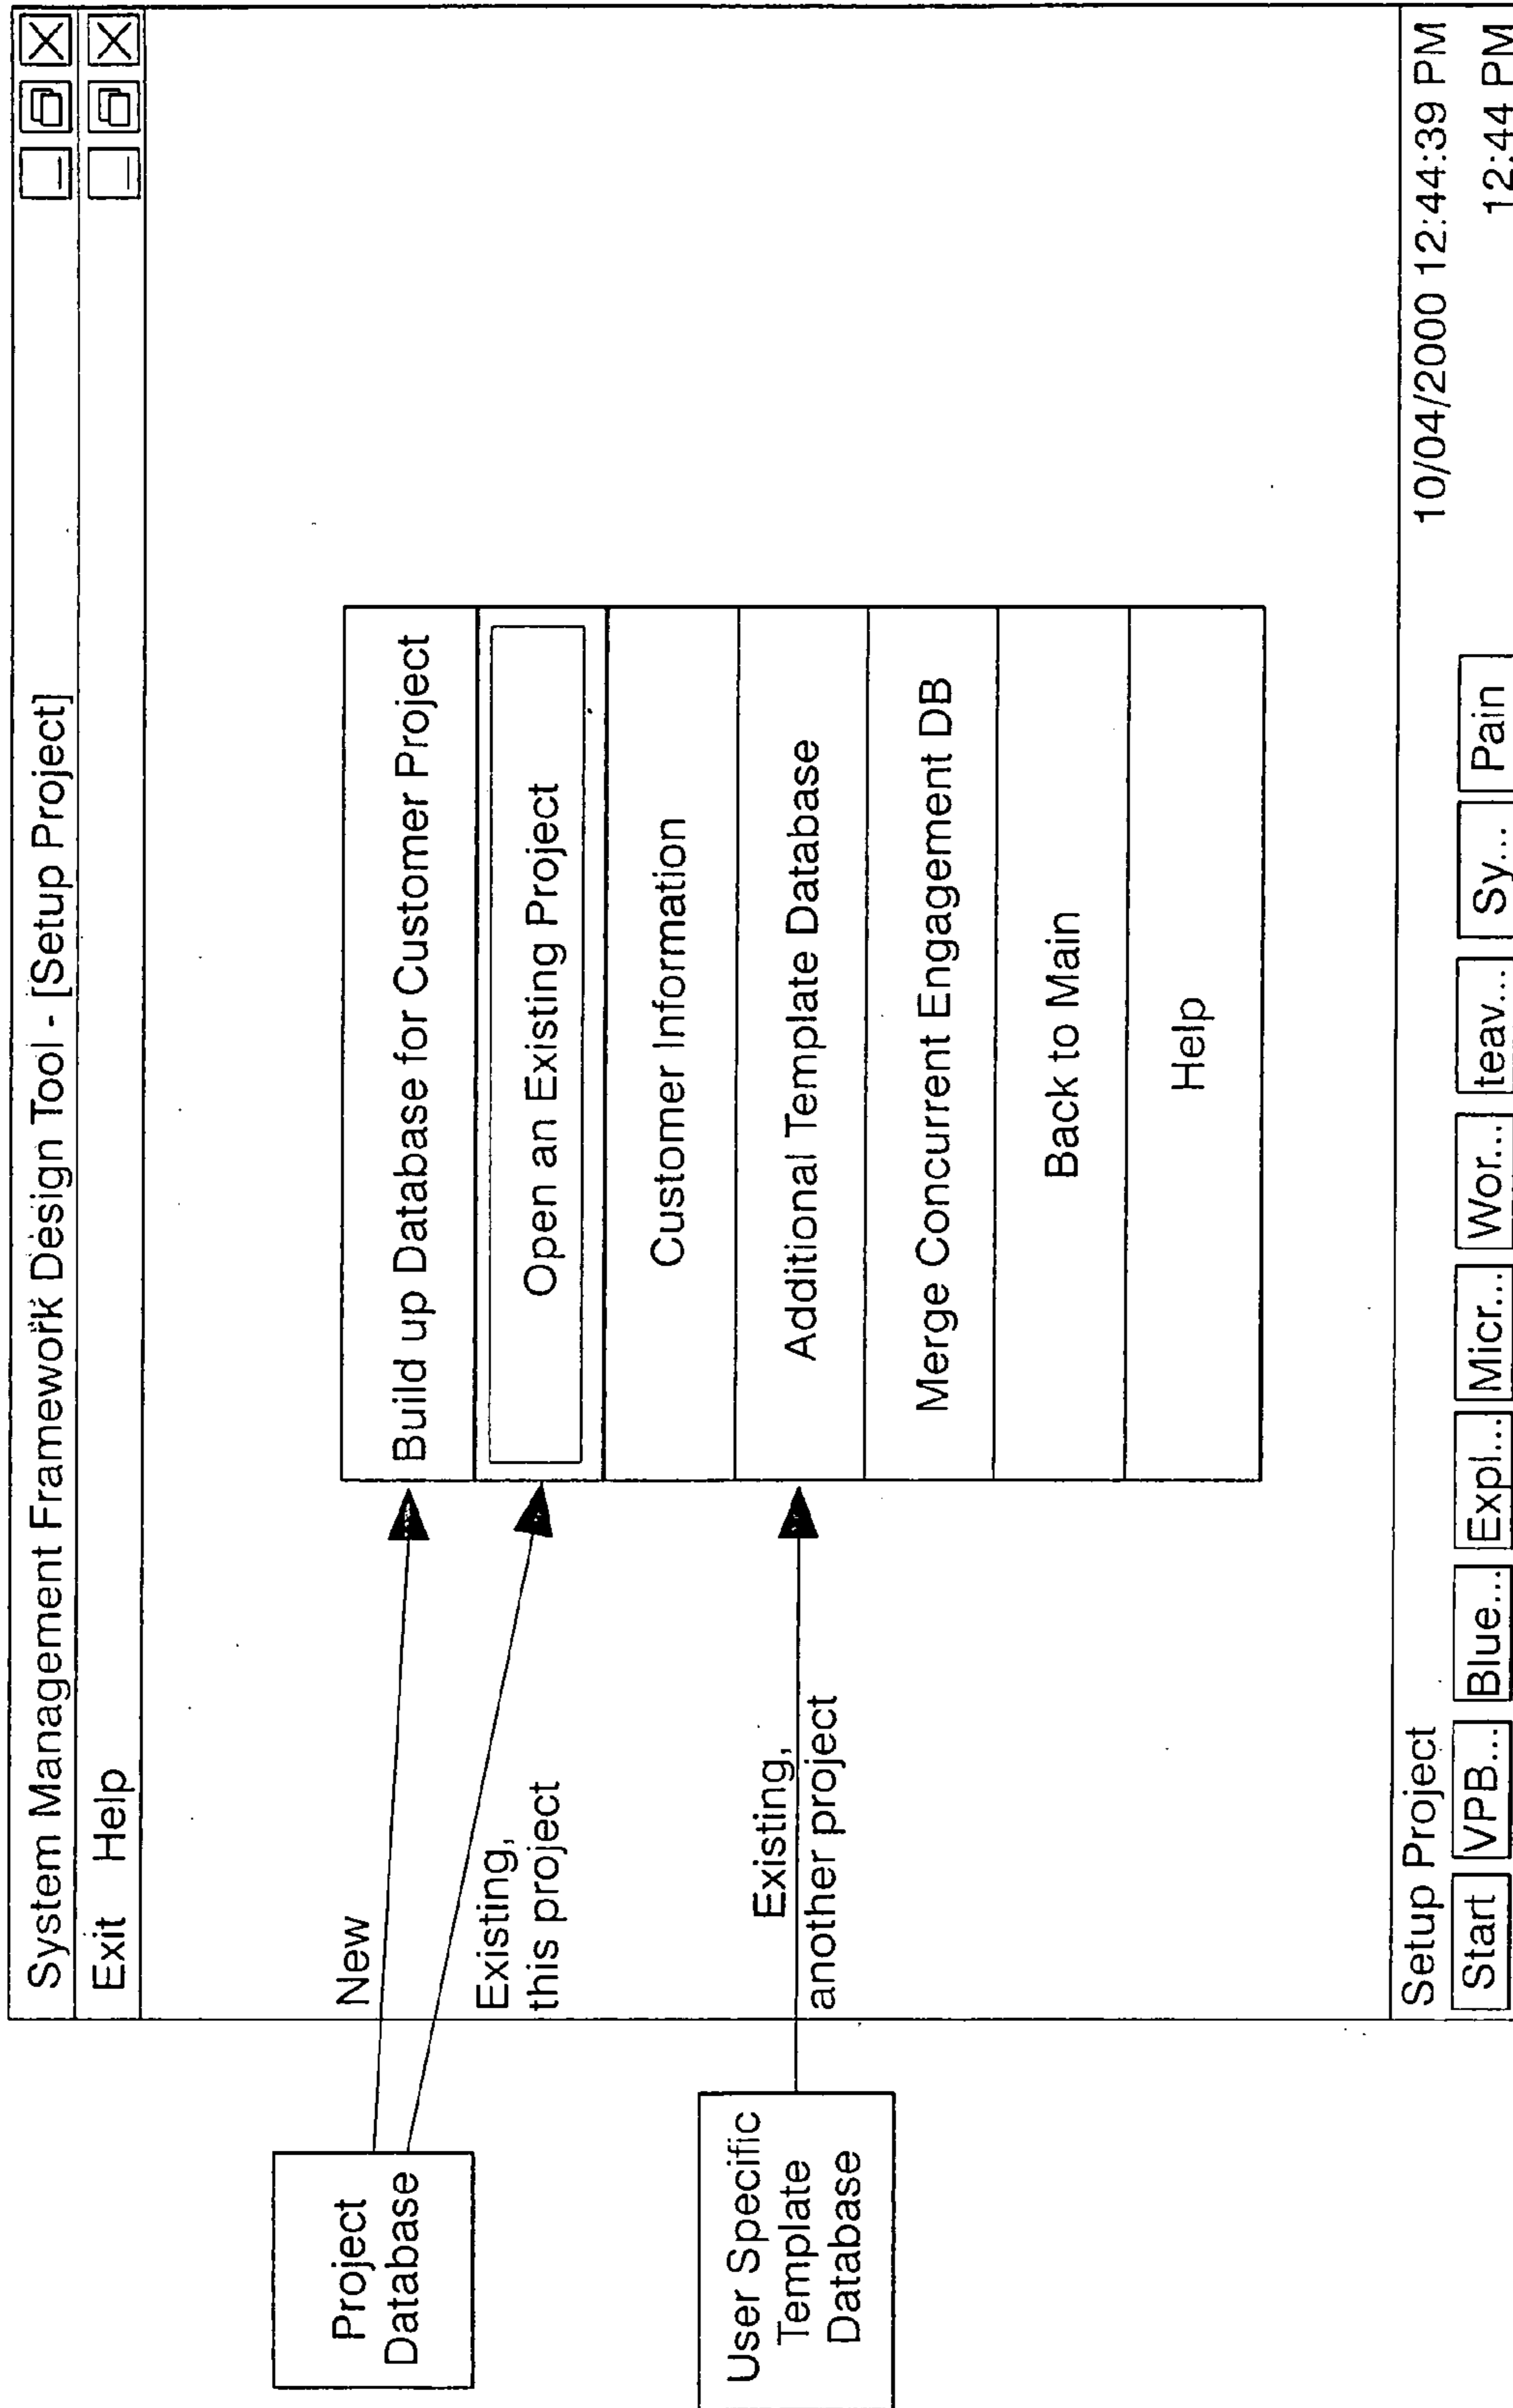 System Management Framework Design Tool - [Setup Project]
Exit Help
Project
Database
New
Existing,
this project
User Specific
Template
Database
Existing,
another project
Build up Database for Customer Project
Open an Existing Project
Customer Information
Additional Template Database
Merge Concurrent Engagement DB
Back to Main
Help
Setup Project 10/04/2000 12:44:39 PM
Start VPB... Blue... Expl... Micr... Wor... teav... Sy... Pain 12:44 PM